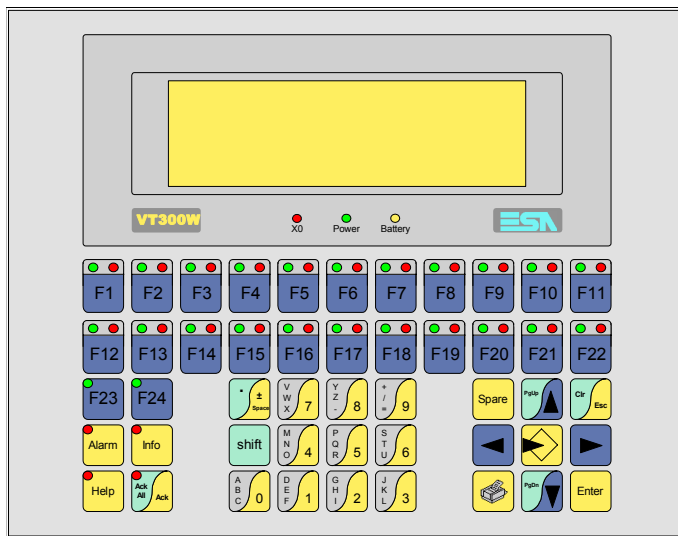 VT300W
ESA
X0 Power Battery
F1 F2 F3 F4 F5 F6 F7 F8 F9 F10 F11
F12 F13 F14 F15 F16 F17 F18 F19 F20 F21 F22
F23 F24 . ± Space V W X 7 Y Z - 8 + / = 9 Spare PgUp Clr Esc
Alarm Info shift M N O 4 P Q R 5 S T U 6
Help Ack All Ack A B C 0 D E F 1 G H I 2 J K L 3 PgDn Enter